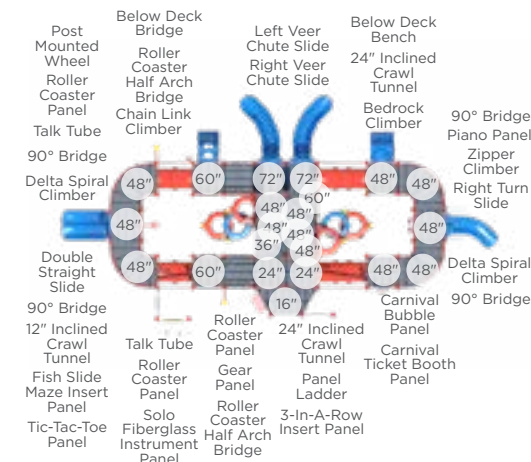 Post
Mounted
Wheel
Roller
Coaster
Panel
Talk Tube
90° Bridge
Delta Spiral
Climber
Below Deck
Bridge
Roller
Coaster
Half Arch
Bridge
Chain Link
Climber
Left Veer
Chute Slide
Right Veer
Chute Slide
Below Deck
Bench
24" Inclined
Crawl
Tunnel
Bedrock
Climber
90° Bridge
Piano Panel
Zipper
Climber
Right Turn
Slide
48"
60"
72"
72"
48"
48"
60"
48"
48"
48"
48"
48"
48"
36"
48"
48"
60"
24"
24"
48"
48"
16"
Double
Straight
Slide
90° Bridge
12" Inclined
Crawl
Tunnel
Fish Slide
Maze Insert
Panel
Tic-Tac-Toe
Panel
Talk Tube
Roller
Coaster
Panel
Solo
Fiberglass
Instrument
Panel
Roller
Coaster
Panel
Gear
Panel
Roller
Coaster
Half Arch
Bridge
24" Inclined
Crawl
Tunnel
Panel
Ladder
3-In-A-Row
Insert Panel
Carnival
Bubble
Panel
Carnival
Ticket Booth
Panel
Delta Spiral
Climber
90° Bridge